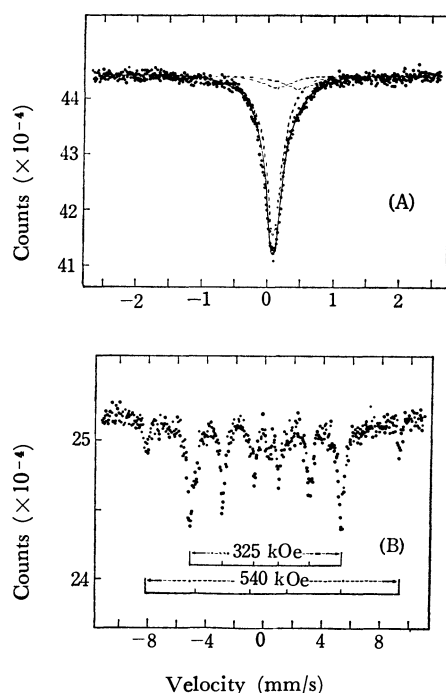 Counts (×10⁻⁴)
44
43
42
41
(A)
−2 −1 0 1 2
Counts (×10⁻⁴)
25
24
325 kOe
(B)
540 kOe
−8 −4 0 4 8
Velocity (mm/s)